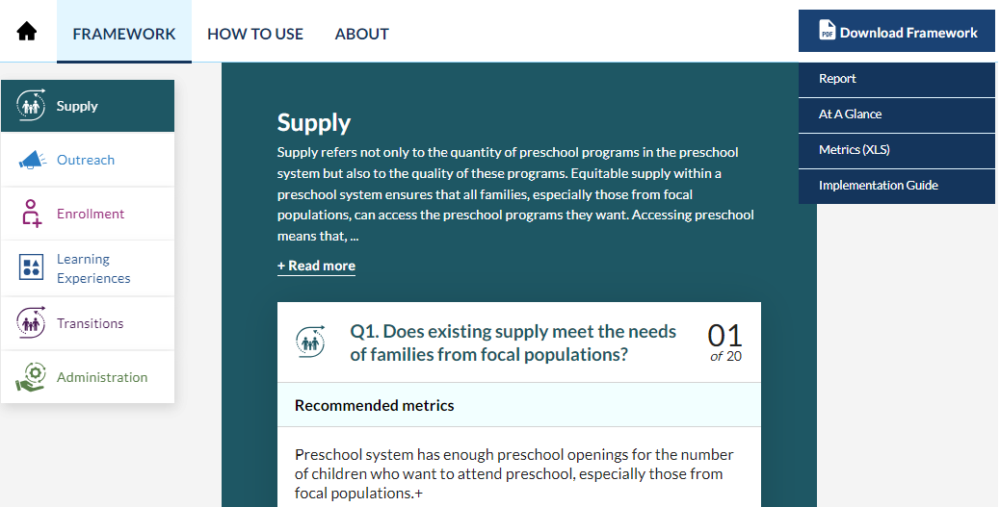 FRAMEWORK
HOW TO USE
ABOUT
PDF Download Framework
Report
At A Glance
Metrics (XLS)
Implementation Guide
Supply
Outreach
Enrollment
Learning
Experiences
Transitions
Administration
Supply
Supply refers not only to the quantity of preschool programs in the preschool
system but also to the quality of these programs. Equitable supply within a
preschool system ensures that all families, especially those from focal
populations, can access the preschool programs they want. Accessing preschool
means that, ...
+ Read more
Q1. Does existing supply meet the needs
of families from focal populations?
01
of 20
Recommended metrics
Preschool system has enough preschool openings for the number
of children who want to attend preschool, especially those from
focal populations.+